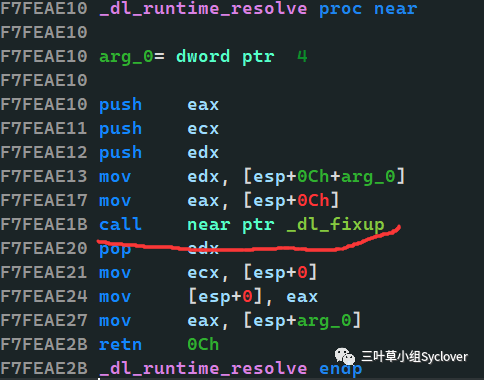 F7FEAE10 _dl_runtime_resolve proc near
F7FEAE10
F7FEAE10 arg_0= dword ptr  4
F7FEAE10
F7FEAE10 push    eax
F7FEAE11 push    ecx
F7FEAE12 push    edx
F7FEAE13 mov     edx, [esp+0Ch+arg_0]
F7FEAE17 mov     eax, [esp+0Ch]
F7FEAE1B call    near ptr _dl_fixup
F7FEAE20 pop     edx
F7FEAE21 mov     ecx, [esp+0]
F7FEAE24 mov     [esp+0], eax
F7FEAE27 mov     eax, [esp+arg_0]
F7FEAE2B retn    0Ch
F7FEAE2B _dl_runtime_resolve endp
三叶草小组Syclover